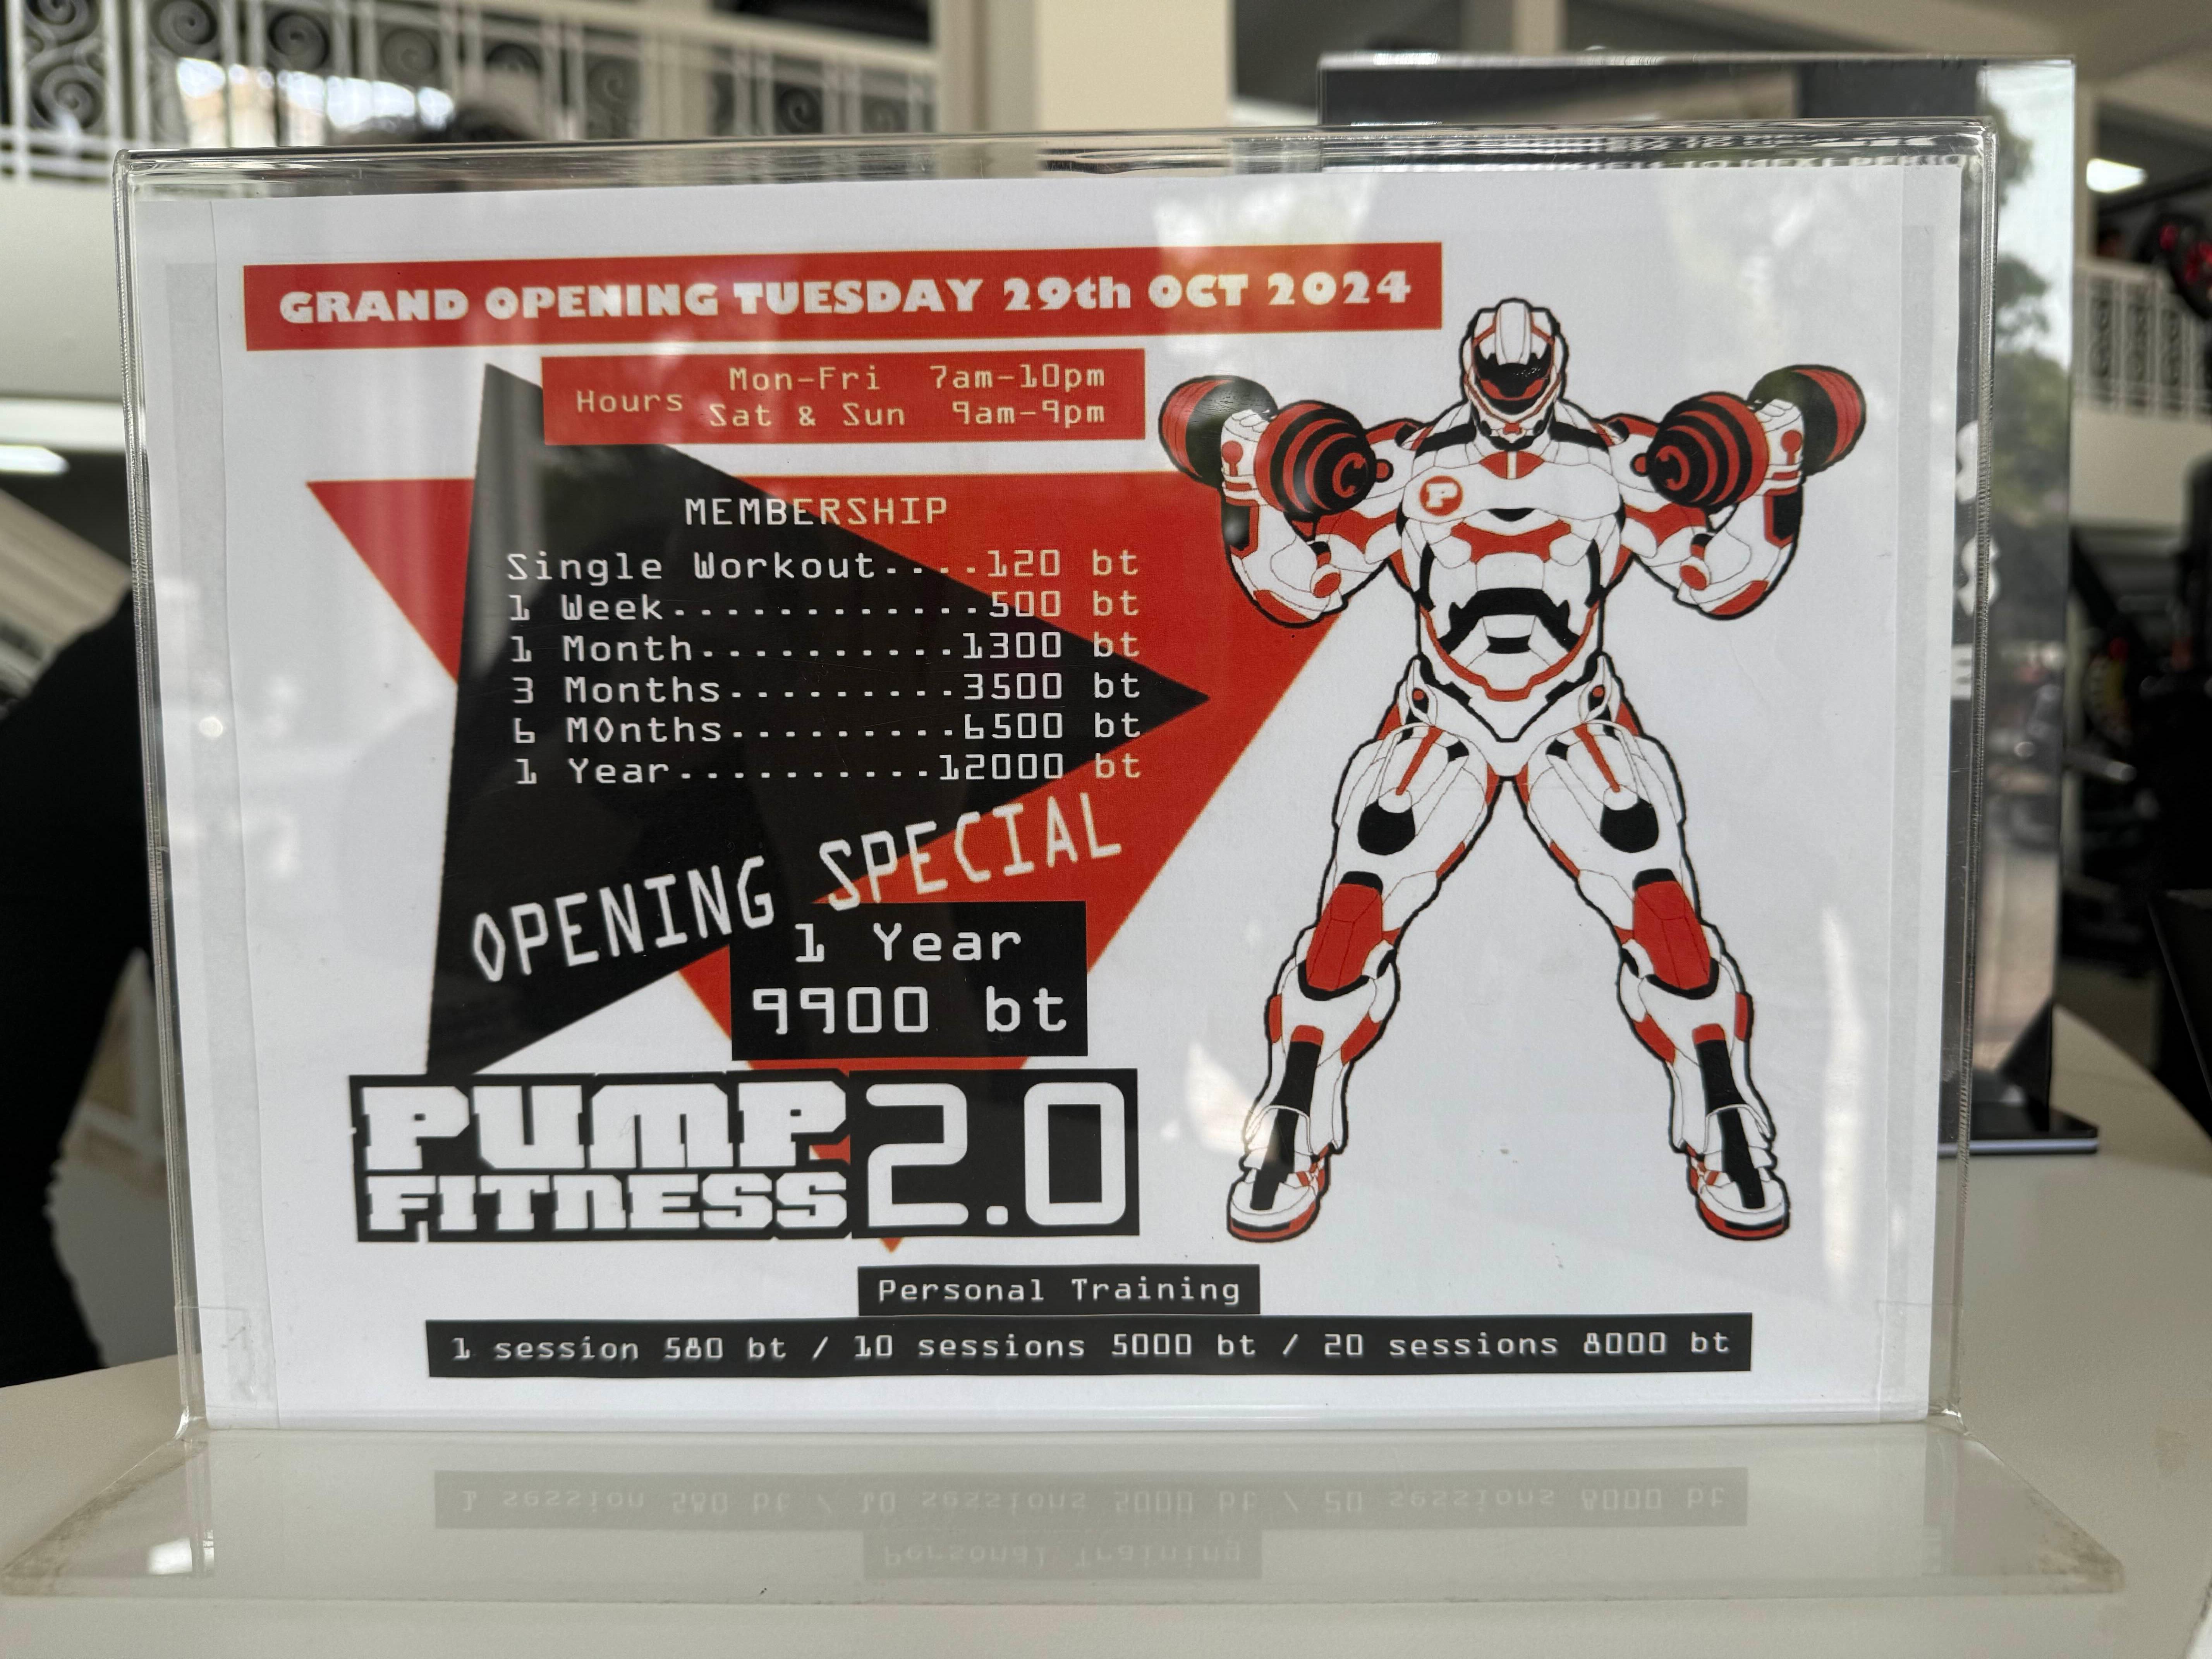 GRAND OPENING TUESDAY 29th OCT 2024
Hours
Mon-Fri 7am-10pm
Sat & Sun 9am-9pm
MEMBERSHIP
Single Workout....120 bt
1 Week............500 bt
1 Month..........1300 bt
3 Months.........3500 bt
6 MOnths.........6500 bt
1 Year..........12000 bt
OPENING SPECIAL
1 Year
9900 bt
PUMP
FITNESS
2.0
P
Personal Training
1 session 580 bt / 10 sessions 5000 bt / 20 sessions 8000 bt